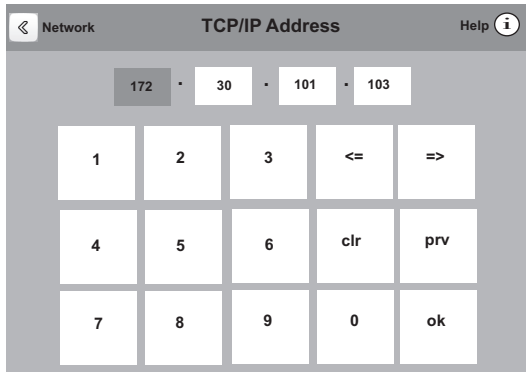 Network TCP/IP Address Help i
172 . 30 . 101 . 103
1 2 3 <= =>
4 5 6 clr prv
7 8 9 0 ok